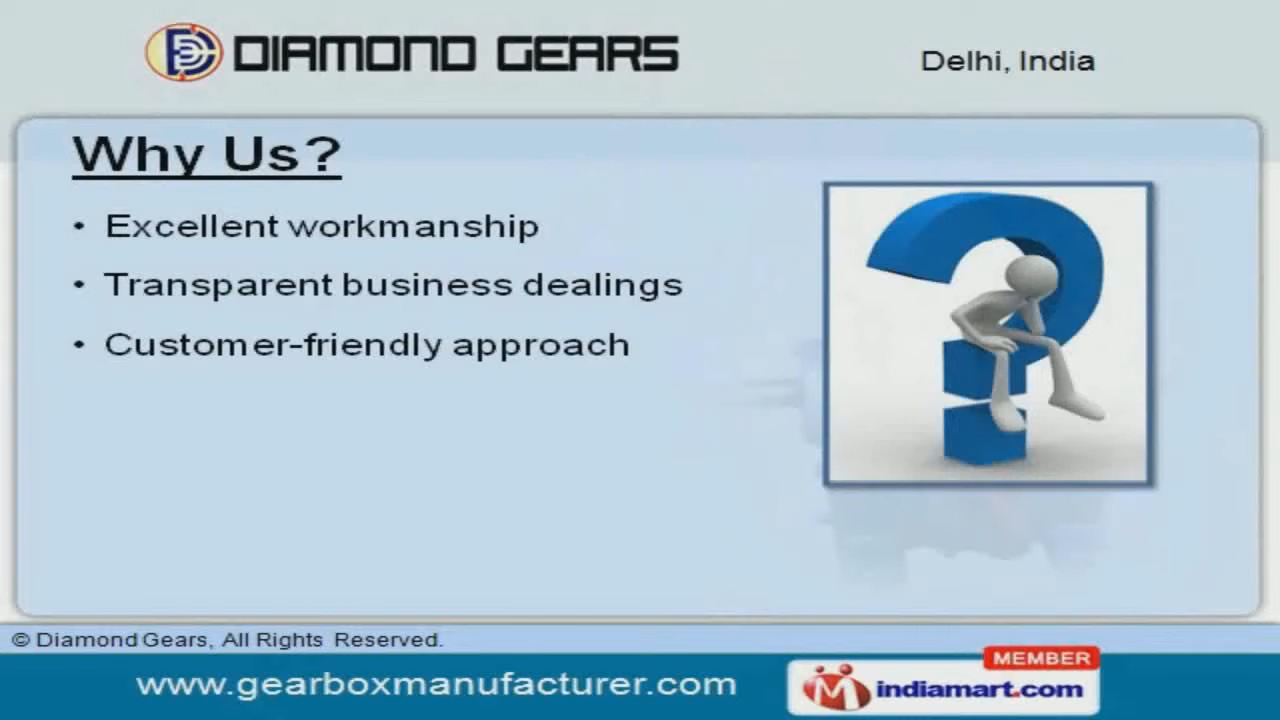 DIAMOND GEARS
Delhi, India
Why Us?
• Excellent workmanship
• Transparent business dealings
• Customer-friendly approach
© Diamond Gears, All Rights Reserved.
www.gearboxmanufacturer.com
MEMBER
indiamart.com